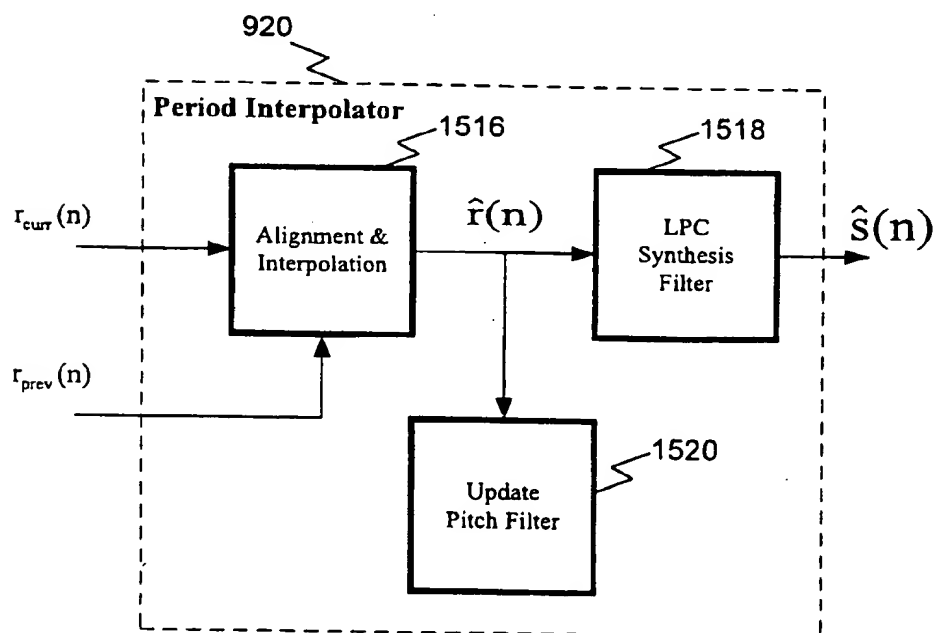 920
Period Interpolator
1516
1518
r_curr(n)
Alignment &
Interpolation
r̂(n)
LPC
Synthesis
Filter
ŝ(n)
r_prev(n)
1520
Update
Pitch Filter